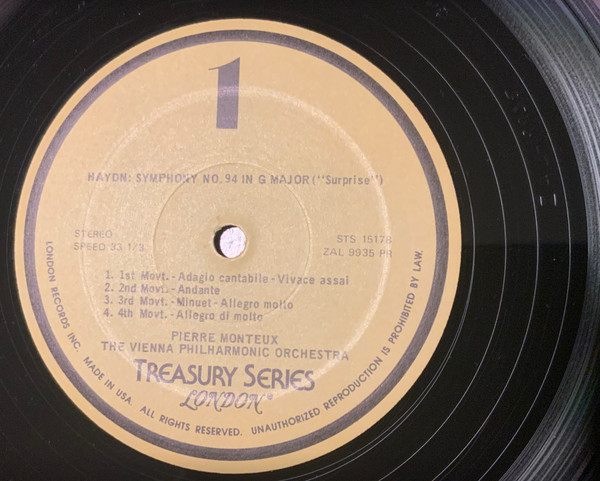 1
HAYDN: SYMPHONY NO. 94 IN G MAJOR ("Surprise")
STEREO
SPEED 33 1/3
STS 15178
ZAL 9935 PR
1. 1st Movt. - Adagio cantabile - Vivace assai
2. 2nd Movt. - Andante
3. 3rd Movt. - Minuet - Allegro molto
4. 4th Movt. - Allegro di molto
PIERRE MONTEUX
THE VIENNA PHILHARMONIC ORCHESTRA
TREASURY SERIES
LONDON®
LONDON RECORDS INC. MADE IN USA ALL RIGHTS RESERVED. UNAUTHORIZED REPRODUCTION IS PROHIBITED BY LAW.